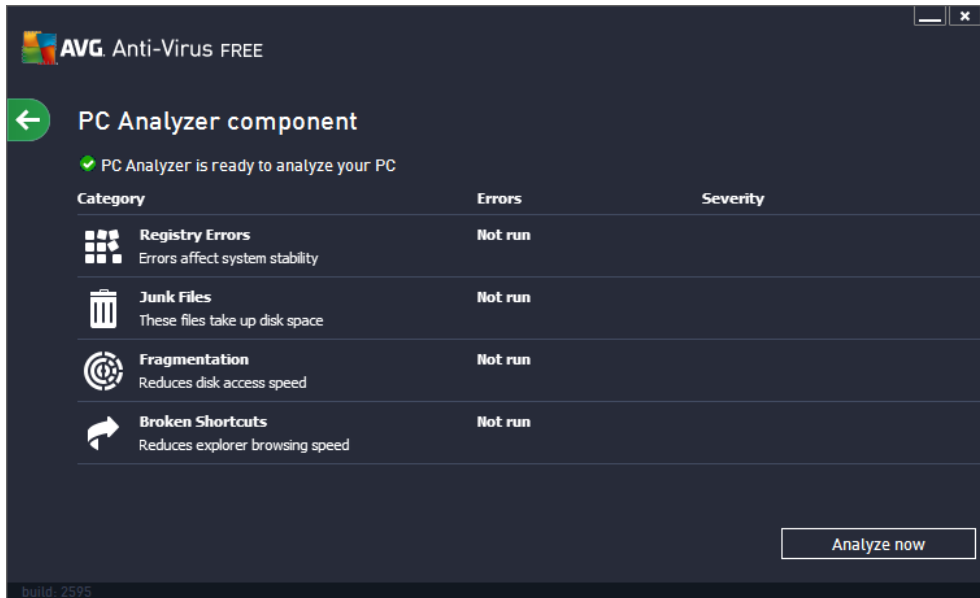 AVG. Anti-Virus FREE
PC Analyzer component
PC Analyzer is ready to analyze your PC
Category Errors Severity
Registry Errors Not run
Errors affect system stability
Junk Files Not run
These files take up disk space
Fragmentation Not run
Reduces disk access speed
Broken Shortcuts Not run
Reduces explorer browsing speed
Analyze now
build: 2595